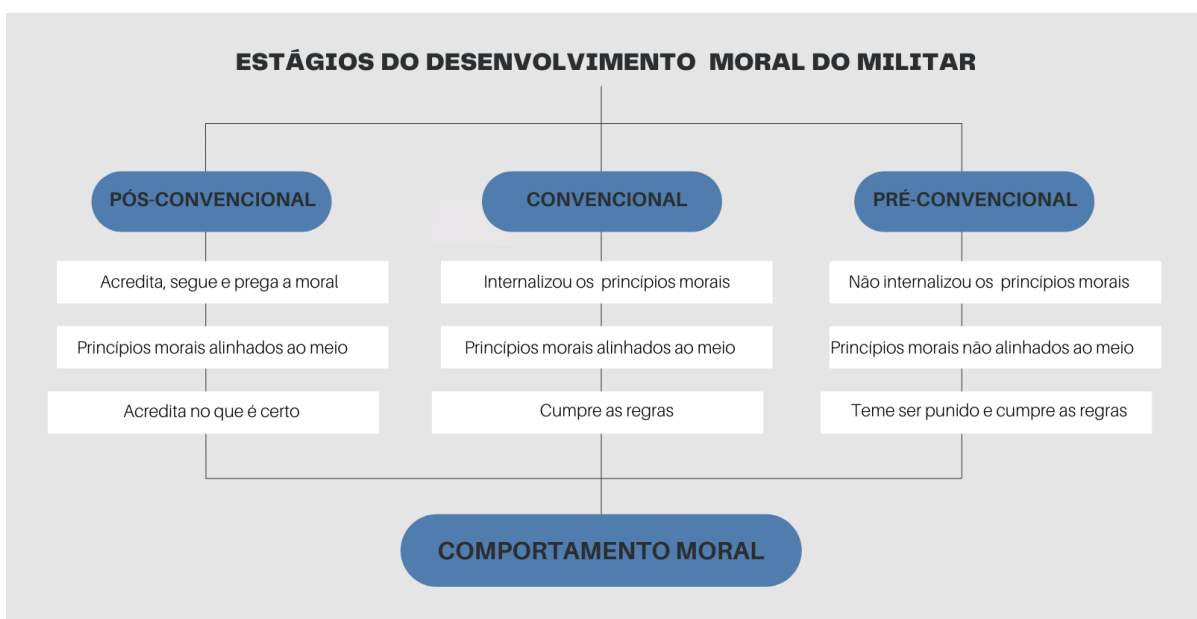 ESTÁGIOS DO DESENVOLVIMENTO MORAL DO MILITAR
PÓS-CONVENCIONAL
Acredita, segue e prega a moral
Princípios morais alinhados ao meio
Acredita no que é certo
CONVENCIONAL
Internalizou os princípios morais
Princípios morais alinhados ao meio
Cumpre as regras
PRÉ-CONVENCIONAL
Não internalizou os princípios morais
Princípios morais não alinhados ao meio
Teme ser punido e cumpre as regras
COMPORTAMENTO MORAL